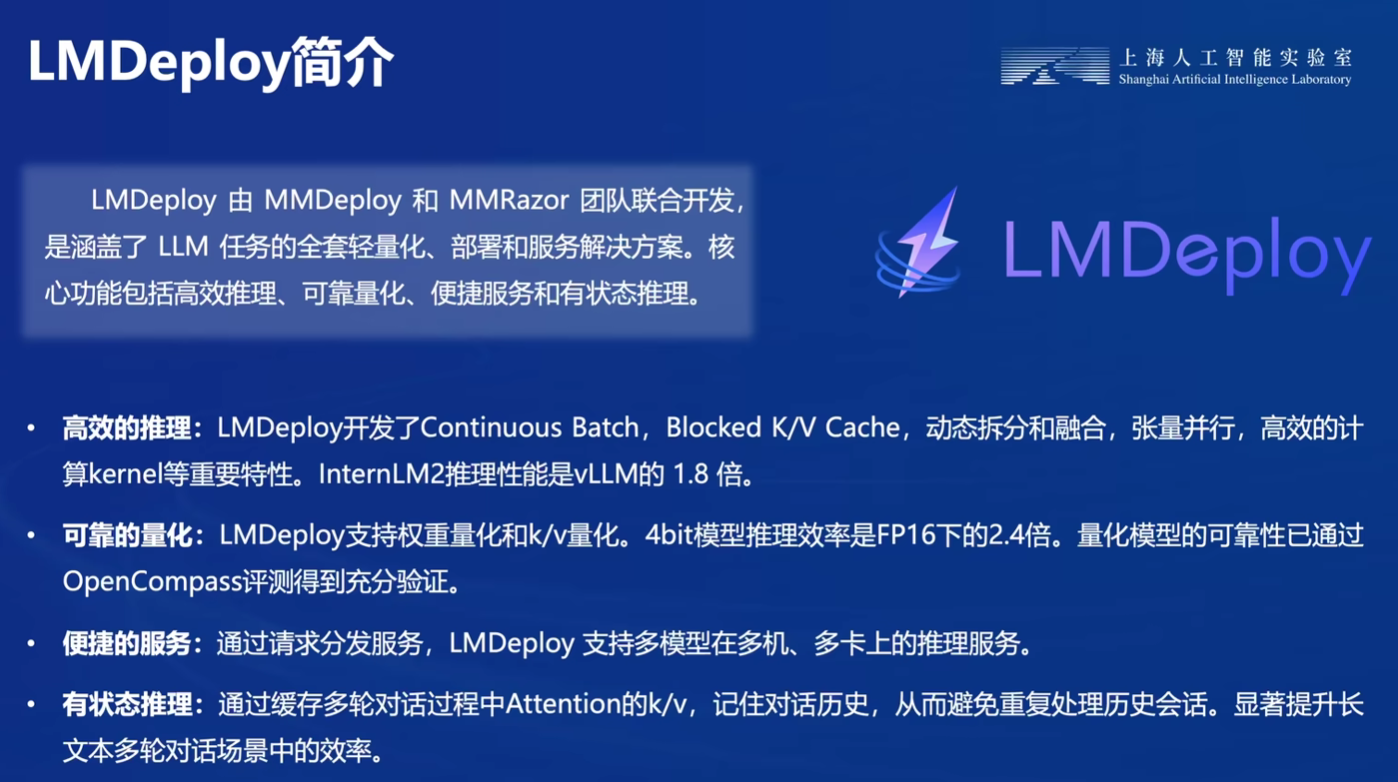 LMDeploy简介
上海人工智能实验室
Shanghai Artificial Intelligence Laboratory
LMDeploy 由 MMDeploy 和 MMRazor 团队联合开发，
是涵盖了 LLM 任务的全套轻量化、部署和服务解决方案。核
心功能包括高效推理、可靠量化、便捷服务和有状态推理。
LMDeploy
• 高效的推理：LMDeploy开发了Continuous Batch，Blocked K/V Cache，动态拆分和融合，张量并行，高效的计
算kernel等重要特性。InternLM2推理性能是vLLM的 1.8 倍。
• 可靠的量化：LMDeploy支持权重量化和k/v量化。4bit模型推理效率是FP16下的2.4倍。量化模型的可靠性已通过
OpenCompass评测得到充分验证。
• 便捷的服务：通过请求分发服务，LMDeploy 支持多模型在多机、多卡上的推理服务。
• 有状态推理：通过缓存多轮对话过程中Attention的k/v，记住对话历史，从而避免重复处理历史会话。显著提升长
文本多轮对话场景中的效率。